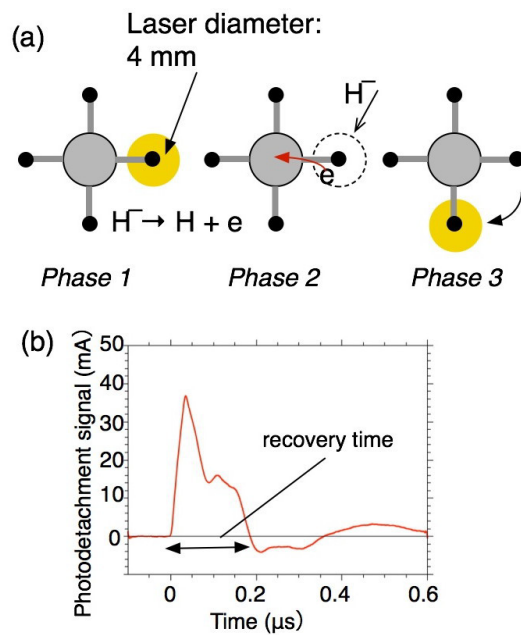 (a)
Laser diameter:
4 mm
H⁻
e
H⁻→ H + e
Phase 1
Phase 2
Phase 3
(b)
Photodetachment signal (mA)
50
40
30
20
10
0
recovery time
0
0.2
0.4
0.6
Time (μs)